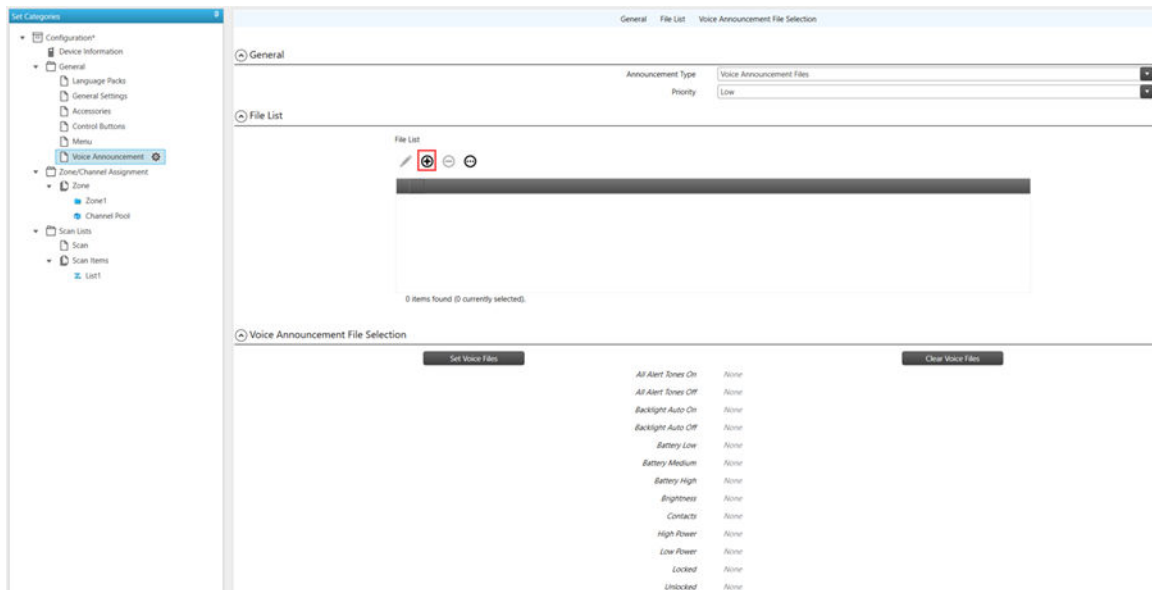 Set Categories
Configuration*
Device Information
General
Language Packs
General Settings
Accessories
Control Buttons
Menu
Voice Announcement
Zone/Channel Assignment
Zone
Zone1
Channel Pool
Scan Lists
Scan
Scan Items
List1
General File List Voice Announcement File Selection
General
Announcement Type Voice Announcement Files
Priority Low
File List
File List
0 items found (0 currently selected).
Voice Announcement File Selection
Set Voice Files Clear Voice Files
All Alert Tones On None
All Alert Tones Off None
Backlight Auto On None
Backlight Auto Off None
Battery Low None
Battery Medium None
Battery High None
Brightness None
Contacts None
High Power None
Low Power None
Locked None
Unlocked None